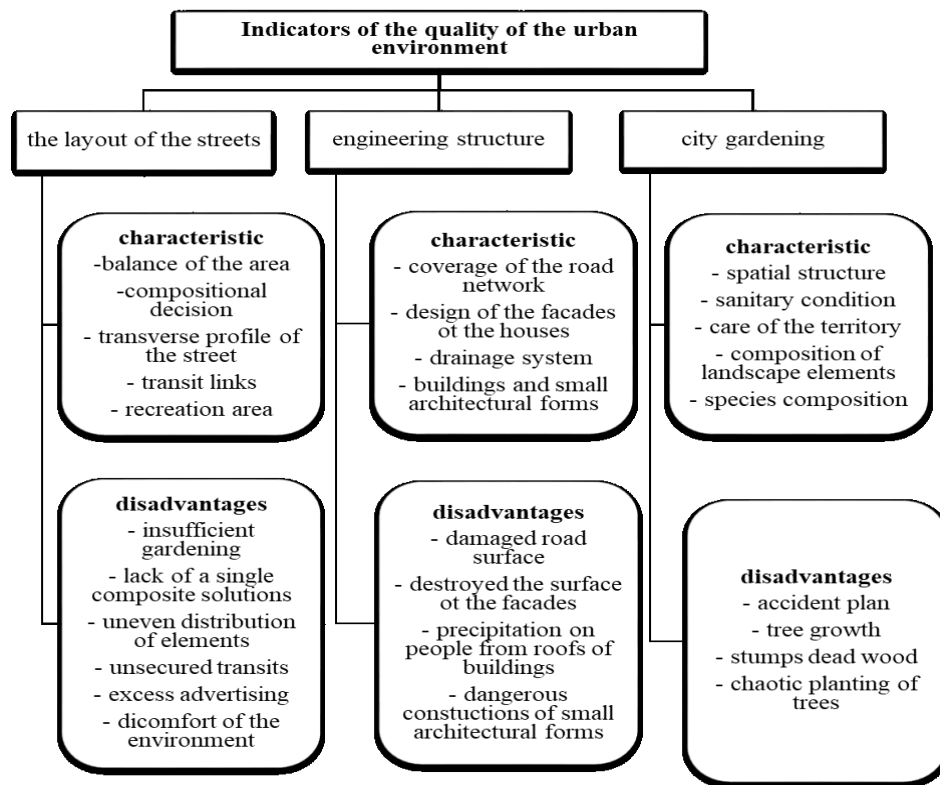 Indicators of the quality of the urban
environment
the layout of the streets
engineering structure
city gardening
characteristic
-balance of the area
-compositional
decision
- transverse profile of
the street
- transit links
- recreation area
characteristic
- coverage of the road
network
- design of the facades
ot the houses
- drainage system
- buildings and small
architectural forms
characteristic
- spatial structure
- sanitary condition
- care of the territory
- composition of
landscape elements
- species composition
disadvantages
- insufficient
gardening
- lack of a single
composite solutions
- uneven distribution
of elements
- unsecured transits
- excess advertising
- dicomfort of the
environment
disadvantages
- damaged road
surface
- destroyed the surface
ot the facades
- precipitation on
people from roofs of
buildings
- dangerous
constuctions of small
architectural forms
disadvantages
- accident plan
- tree growth
- stumps dead wood
- chaotic planting of
trees